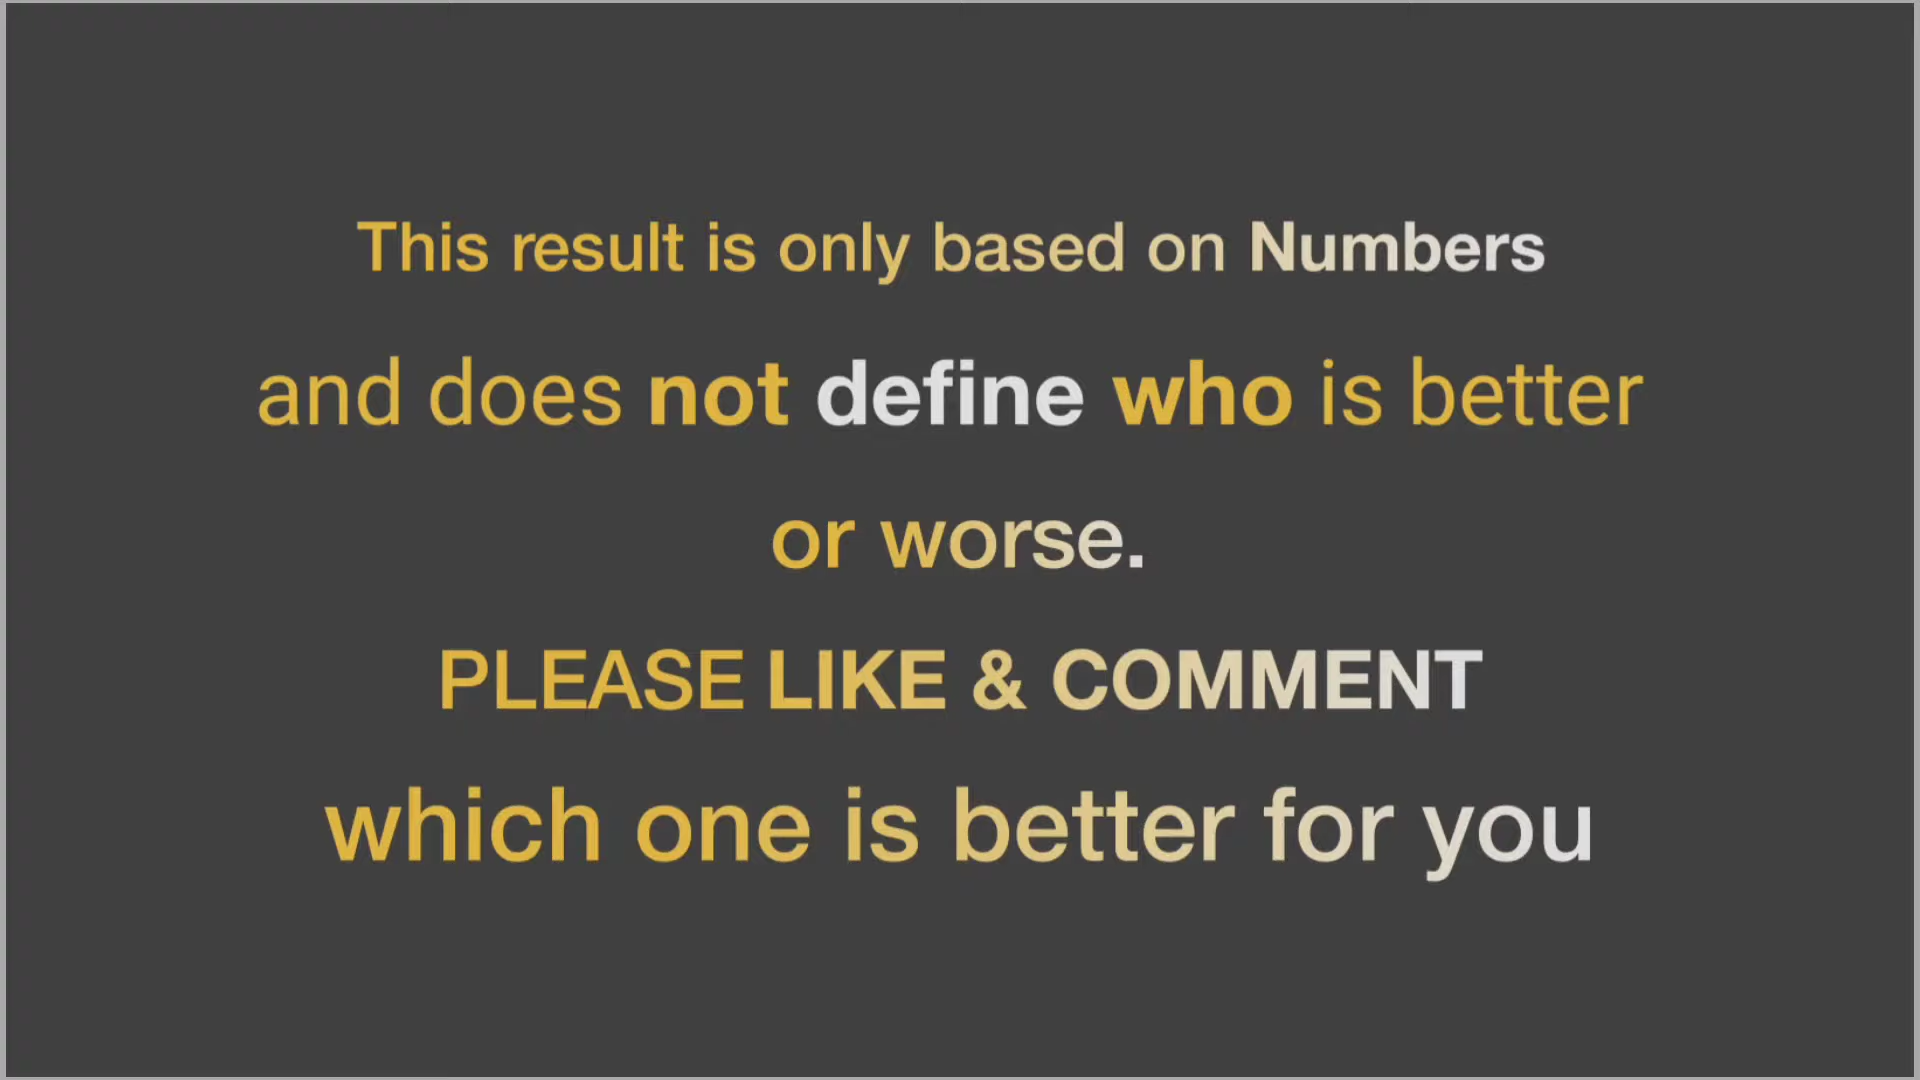 This result is only based on Numbers
and does not define who is better
or worse.
PLEASE LIKE & COMMENT
which one is better for you